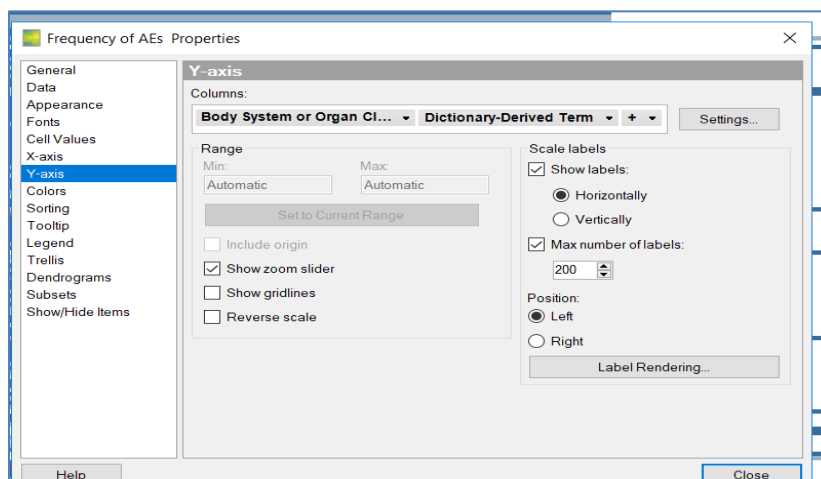 Frequency of AEs Properties
General
Data
Appearance
Fonts
Cell Values
X-axis
Y-axis
Colors
Sorting
Tooltip
Legend
Trellis
Dendrograms
Subsets
Show/Hide Items
Y-axis
Columns:
Body System or Organ Cl... Dictionary-Derived Term + Settings...
Range
Min: Max:
Automatic Automatic
Set to Current Range
Include origin
Show zoom slider
Show gridlines
Reverse scale
Scale labels
Show labels:
Horizontally
Vertically
Max number of labels:
200
Position:
Left
Right
Label Rendering...
Help Close